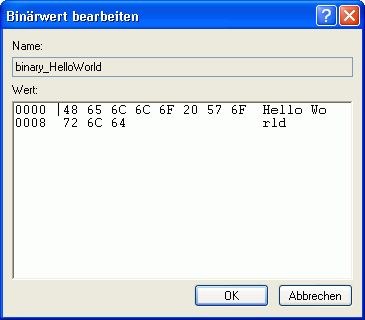 Binärwert bearbeiten
Name:
binary_HelloWorld
Wert:
0000 48 65 6C 6C 6F 20 57 6F Hello Wo
0008 72 6C 64 rld
OK Abbrechen